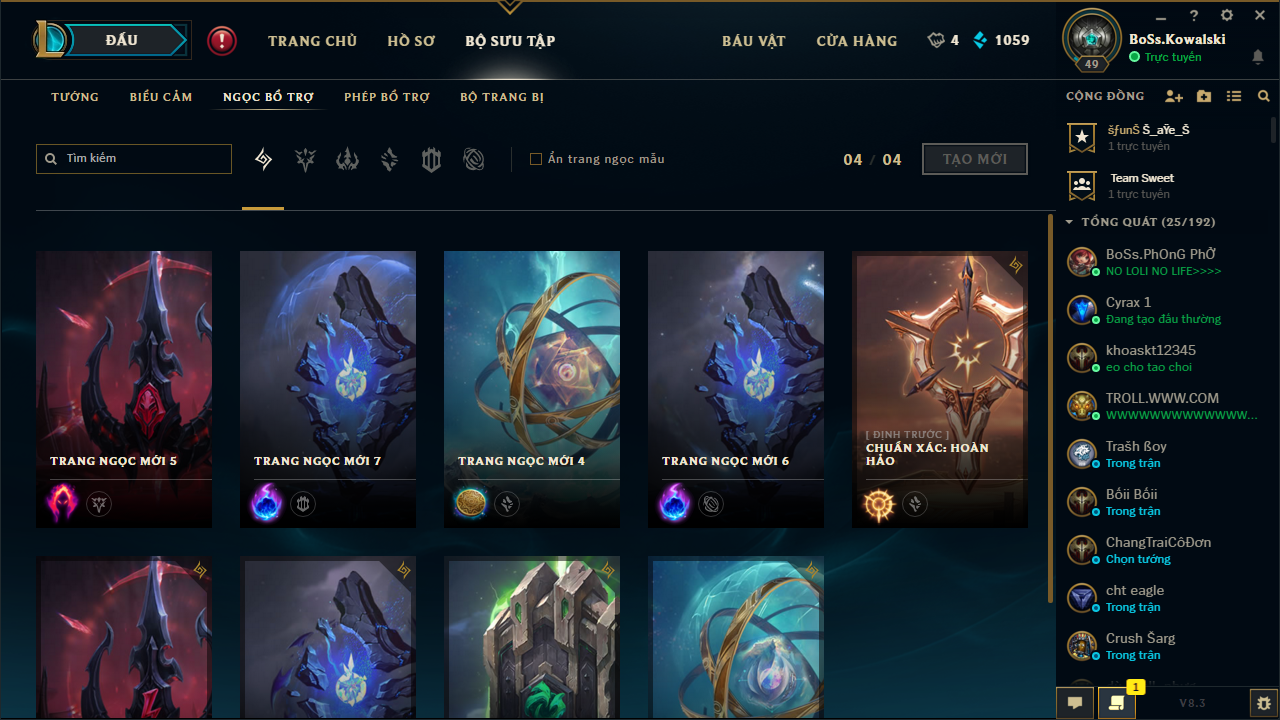 ĐẤU
TRANG CHỦ
HỒ SƠ
BỘ SƯU TẬP
BÁU VẬT
CỬA HÀNG
4
1059
49
BoSs.Kowalski
Trực tuyến
TƯỚNG
BIỂU CẢM
NGỌC BỔ TRỢ
PHÉP BỔ TRỢ
BỘ TRANG BỊ
Tìm kiếm
Ẩn trang ngọc mẫu
04 / 04
TẠO MỚI
TRANG NGỌC MỚI 5
TRANG NGỌC MỚI 7
TRANG NGỌC MỚI 4
TRANG NGỌC MỚI 6
[ ĐỊNH TRƯỚC ]
CHUẨN XÁC: HOÀN
HẢO
CỘNG ĐỒNG
šƒunŠ Š_aŸe_Š
1 trực tuyến
Team Sweet
1 trực tuyến
TỔNG QUÁT (25/192)
BoSs.PhOnG PhỠ
NO LOLI NO LIFE>>>>
Cyrax 1
Đang tạo đấu thường
khoaskt12345
eo cho tao choi
TROLL.WWW.COM
WWWWWWWWWWWWWW...
Trašh ßoy
Trong trận
Bốii Bốii
Trong trận
ChangTraiCôĐơn
Chọn tướng
cht eagle
Trong trận
Crush Šarg
Trong trận
1
V8.3